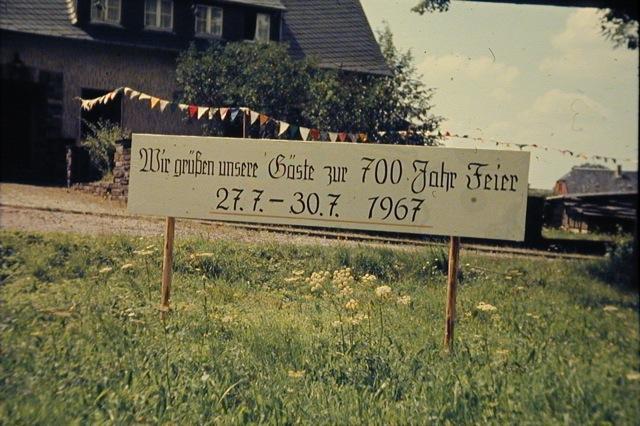 Wir grüßen unsere Gäste zur 700 Jahr Feier
27.7. - 30.7. 1967